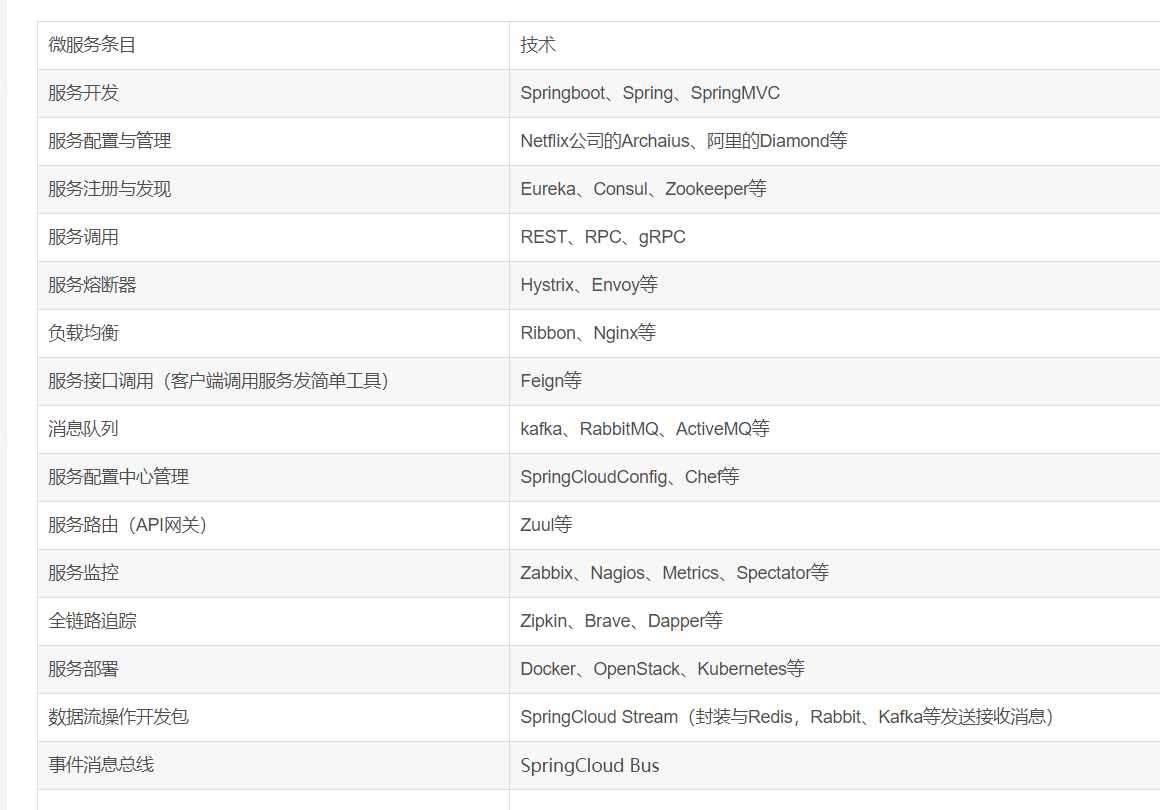 微服务条目 技术
服务开发 Springboot、Spring、SpringMVC
服务配置与管理 Netflix公司的Archaius、阿里的Diamond等
服务注册与发现 Eureka、Consul、Zookeeper等
服务调用 REST、RPC、gRPC
服务熔断器 Hystrix、Envoy等
负载均衡 Ribbon、Nginx等
服务接口调用（客户端调用服务发简单工具） Feign等
消息队列 kafka、RabbitMQ、ActiveMQ等
服务配置中心管理 SpringCloudConfig、Chef等
服务路由（API网关） Zuul等
服务监控 Zabbix、Nagios、Metrics、Spectator等
全链路追踪 Zipkin、Brave、Dapper等
服务部署 Docker、OpenStack、Kubernetes等
数据流操作开发包 SpringCloud Stream（封装与Redis，Rabbit、Kafka等发送接收消息）
事件消息总线 SpringCloud Bus